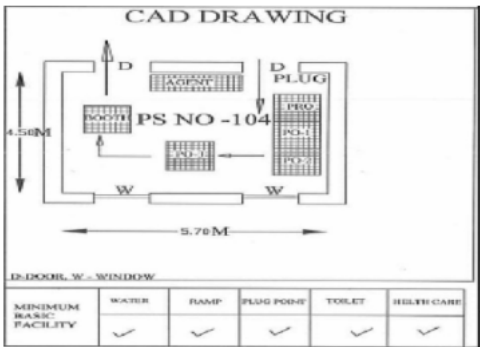 CAD DRAWING
D
D
PLUG
AGENT
PRO
BOOTH
PS NO -104
PO-1
4.50M
PO-3
PO-2
W
W
5.70M
D-DOOR, W - WINDOW
MINIMUM BASIC FACILITY
WATER
RAMP
PLUG POINT
TOILET
HELTH CARE